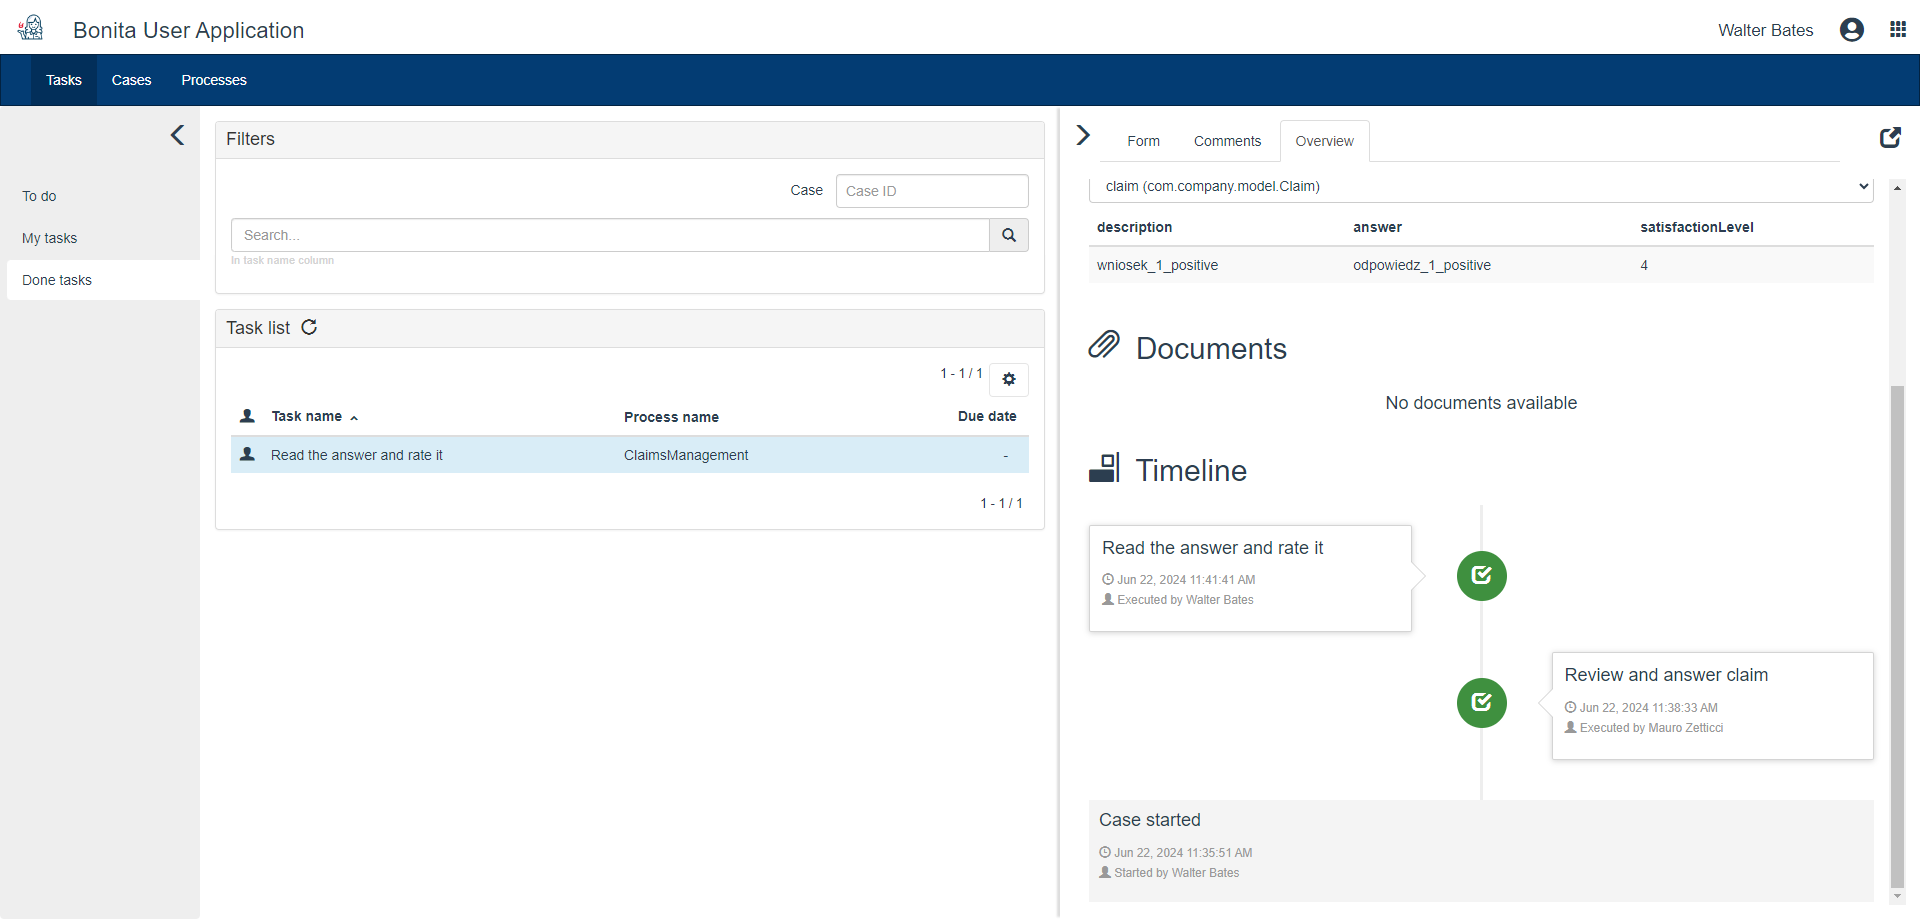 Bonita User Application
Walter Bates
Tasks Cases Processes
To do
My tasks
Done tasks
Filters
Case Case ID
Search...
In task name column
Task list
1 - 1 / 1
Task name Process name Due date
Read the answer and rate it ClaimsManagement -
1 - 1 / 1
Form Comments Overview
claim (com.company.model.Claim)
description answer satisfactionLevel
wniosek_1_positive odpowiedz_1_positive 4
Documents
No documents available
Timeline
Read the answer and rate it
Jun 22, 2024 11:41:41 AM
Executed by Walter Bates
Review and answer claim
Jun 22, 2024 11:38:33 AM
Executed by Mauro Zetticci
Case started
Jun 22, 2024 11:35:51 AM
Started by Walter Bates